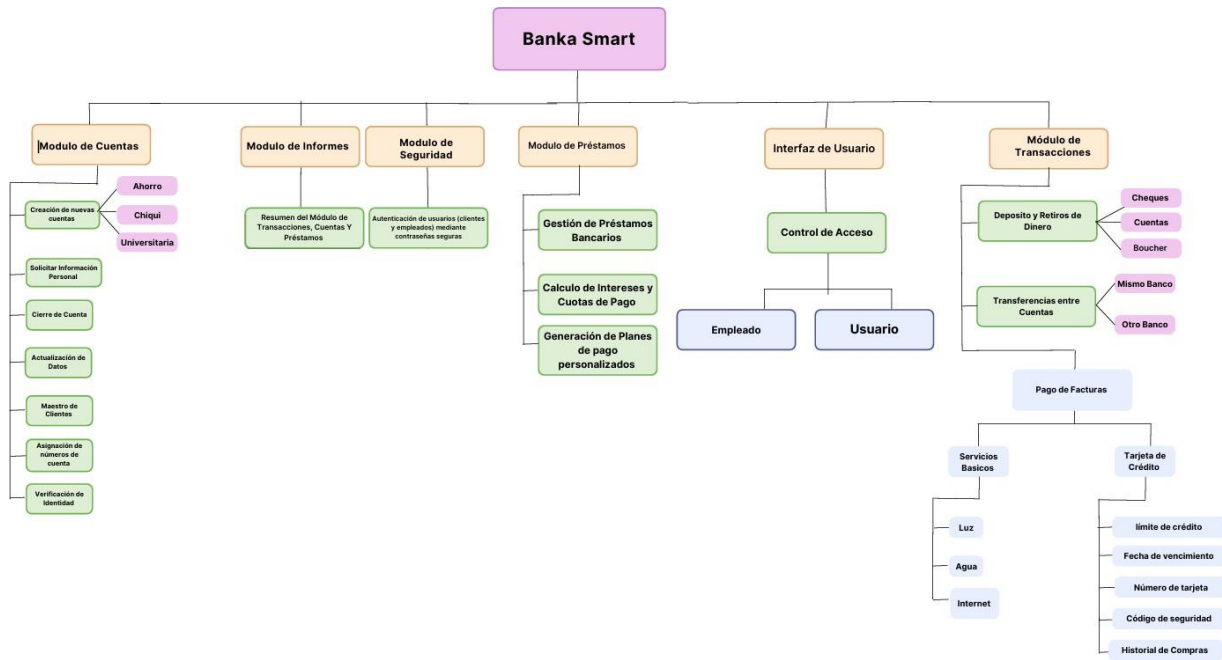 Banka Smart
Modulo de Cuentas
Modulo de Informes
Modulo de
Seguridad
Modulo de Préstamos
Interfaz de Usuario
Módulo de
Transacciones
Creación de nuevas
cuentas
Ahorro
Chiqui
Universitaria
Solicitar Información
Personal
Cierre de Cuenta
Actualización de
Datos
Maestro de
Clientes
Asignación de
números de
cuenta
Verificación de
Identidad
Resumen del Módulo de
Transacciones, Cuentas Y
Préstamos
Autenticación de usuarios (clientes
y empleados) mediante
contraseñas seguras
Gestión de Préstamos
Bancarios
Calculo de Intereses y
Cuotas de Pago
Generación de Planes
de pago
personalizados
Control de Acceso
Empleado
Usuario
Deposito y Retiros de
Dinero
Cheques
Cuentas
Boucher
Transferencias entre
Cuentas
Mismo Banco
Otro Banco
Pago de Facturas
Servicios
Basicos
Luz
Agua
Internet
Tarjeta de
Crédito
límite de crédito
Fecha de vencimiento
Número de tarjeta
Código de seguridad
Historial de Compras